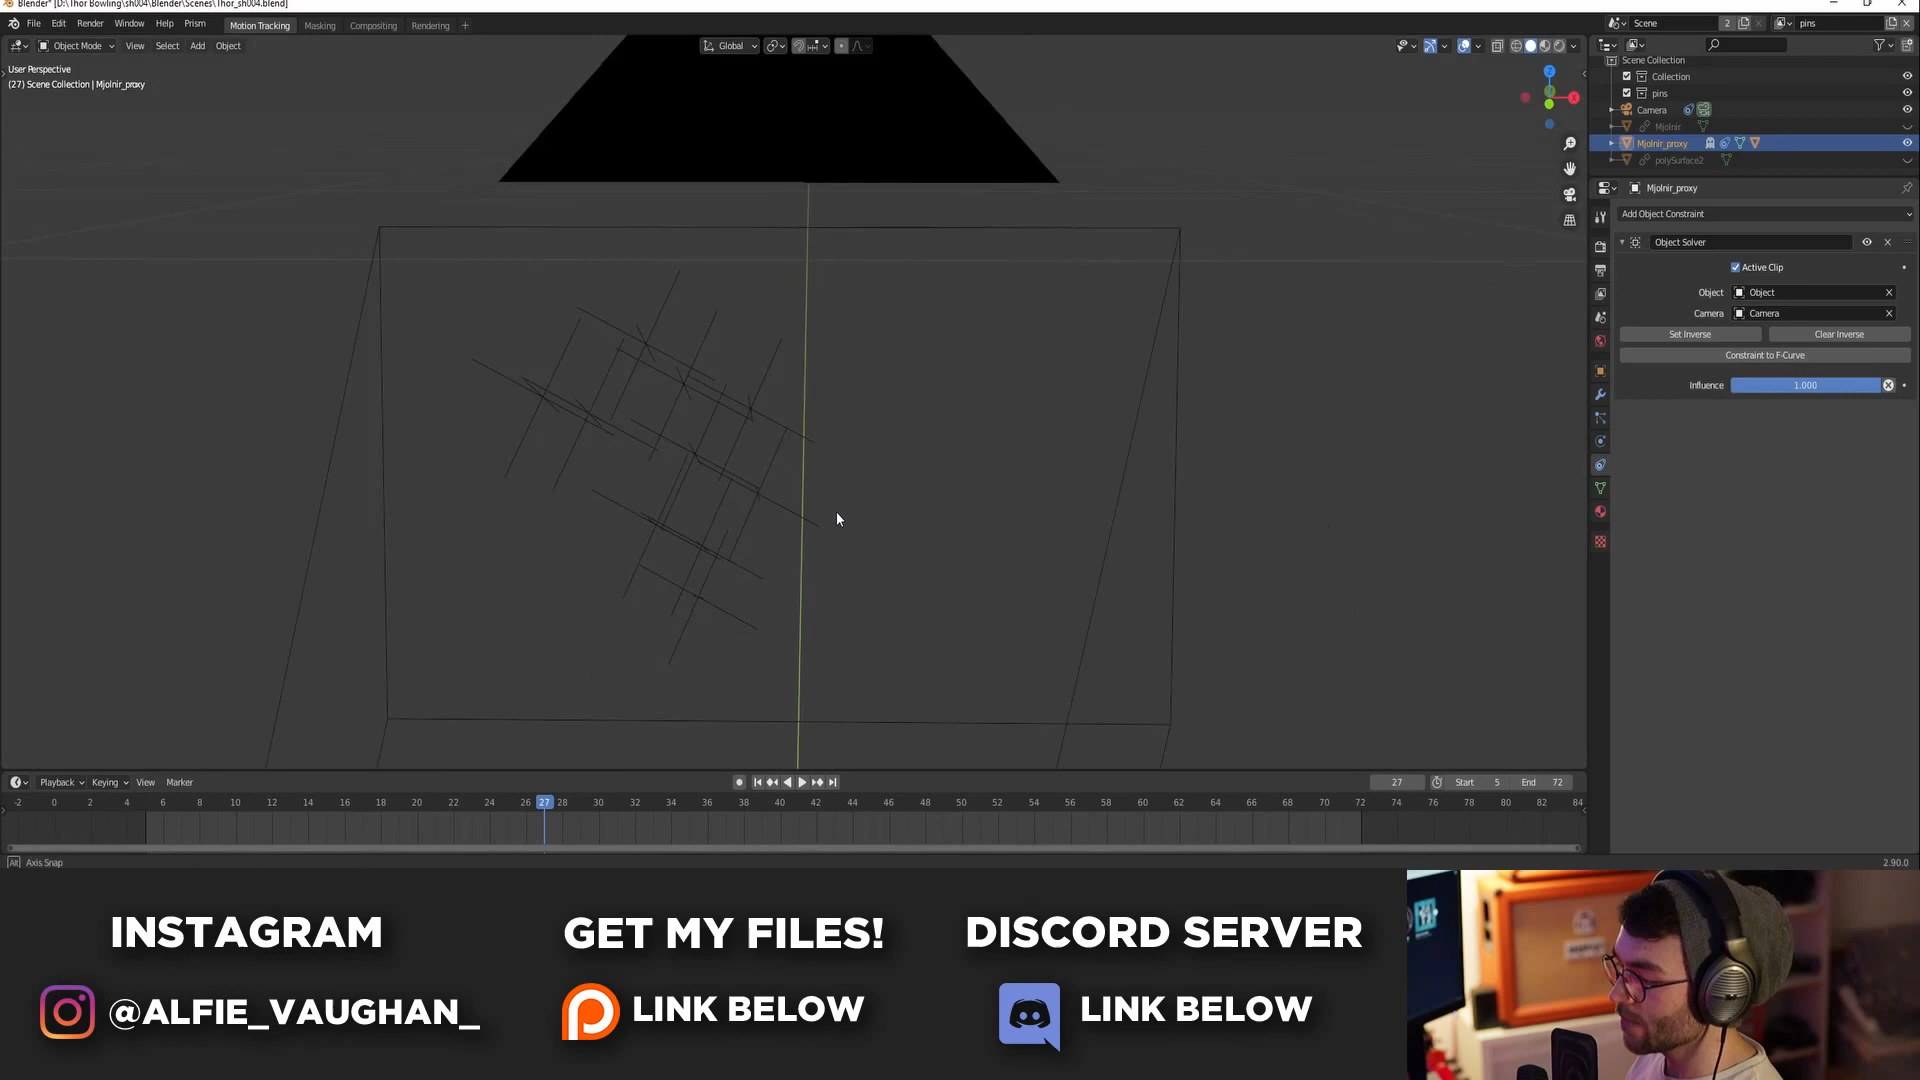 Blender* [D:\Thor Bowling\sh004\Blender\Scenes\Thor_sh004.blend]
File Edit Render Window Help Prism Motion Tracking Masking Compositing Rendering + Scene 2 pins
Object Mode View Select Add Object Global
User Perspective
(27) Scene Collection | Mjolnir_proxy
Z
X
Scene Collection
Collection
pins
Camera
Mjolnir
Mjolnir_proxy
polySurface2
Mjolnir_proxy
Add Object Constraint
Object Solver
Active Clip
Object Object
Camera Camera
Set Inverse Clear Inverse
Constraint to F-Curve
Influence 1.000
Playback Keying View Marker 27 Start 5 End 72
-2 0 2 4 6 8 10 12 14 16 18 20 22 24 26 27 28 30 32 34 36 38 40 42 44 46 48 50 52 54 56 58 60 62 64 66 68 70 72 74 76 78 80 82 84
Alt Axis Snap
2.90.0
INSTAGRAM
@ALFIE_VAUGHAN_
GET MY FILES!
LINK BELOW
DISCORD SERVER
LINK BELOW